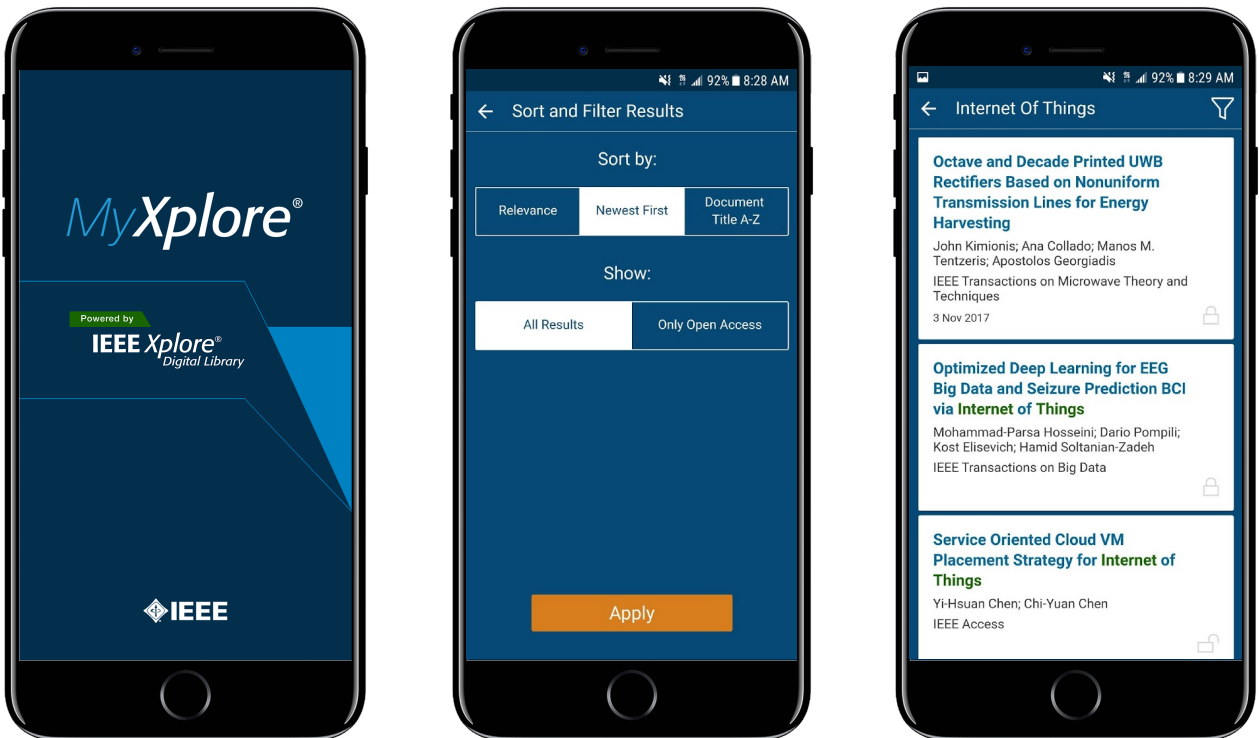 MyXplore®
Powered by
IEEE Xplore®
Digital Library
IEEE
92% 8:28 AM
Sort and Filter Results
Sort by:
Relevance
Newest First
Document
Title A-Z
Show:
All Results
Only Open Access
Apply
92% 8:29 AM
Internet Of Things
Octave and Decade Printed UWB
Rectifiers Based on Nonuniform
Transmission Lines for Energy
Harvesting
John Kimionis; Ana Collado; Manos M.
Tentzeris; Apostolos Georgiadis
IEEE Transactions on Microwave Theory and
Techniques
3 Nov 2017
Optimized Deep Learning for EEG
Big Data and Seizure Prediction BCI
via Internet of Things
Mohammad-Parsa Hosseini; Dario Pompili;
Kost Elisevich; Hamid Soltanian-Zadeh
IEEE Transactions on Big Data
Service Oriented Cloud VM
Placement Strategy for Internet of
Things
Yi-Hsuan Chen; Chi-Yuan Chen
IEEE Access